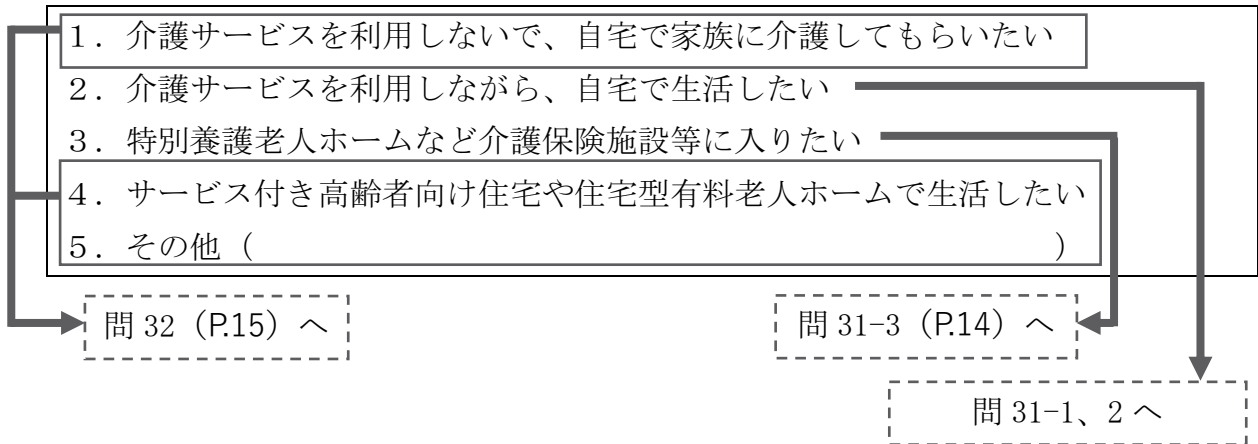 １．介護サービスを利用しないで、自宅で家族に介護してもらいたい
２．介護サービスを利用しながら、自宅で生活したい
３．特別養護老人ホームなど介護保険施設等に入りたい
４．サービス付き高齢者向け住宅や住宅型有料老人ホームで生活したい
５．その他（　　　　　　　　　　　　　　　　　　　　　　　　）
問 32（P.15）へ
問 31-3（P.14）へ
問 31-1、2 へ